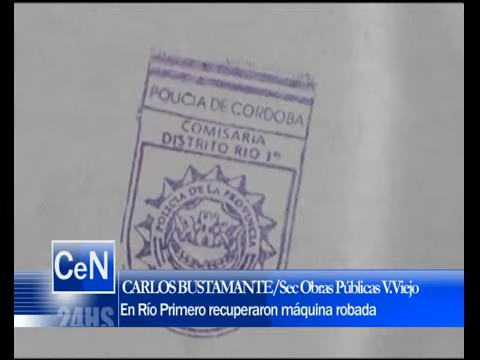 POLICIA DE CORDOBA
COMISARIA
DISTRITO RIO 1º
POLICIA DE LA PROVINCIA
CeN
24HS
CARLOS BUSTAMANTE/Sec Obras Públicas V.Viejo
En Río Primero recuperaron máquina robada